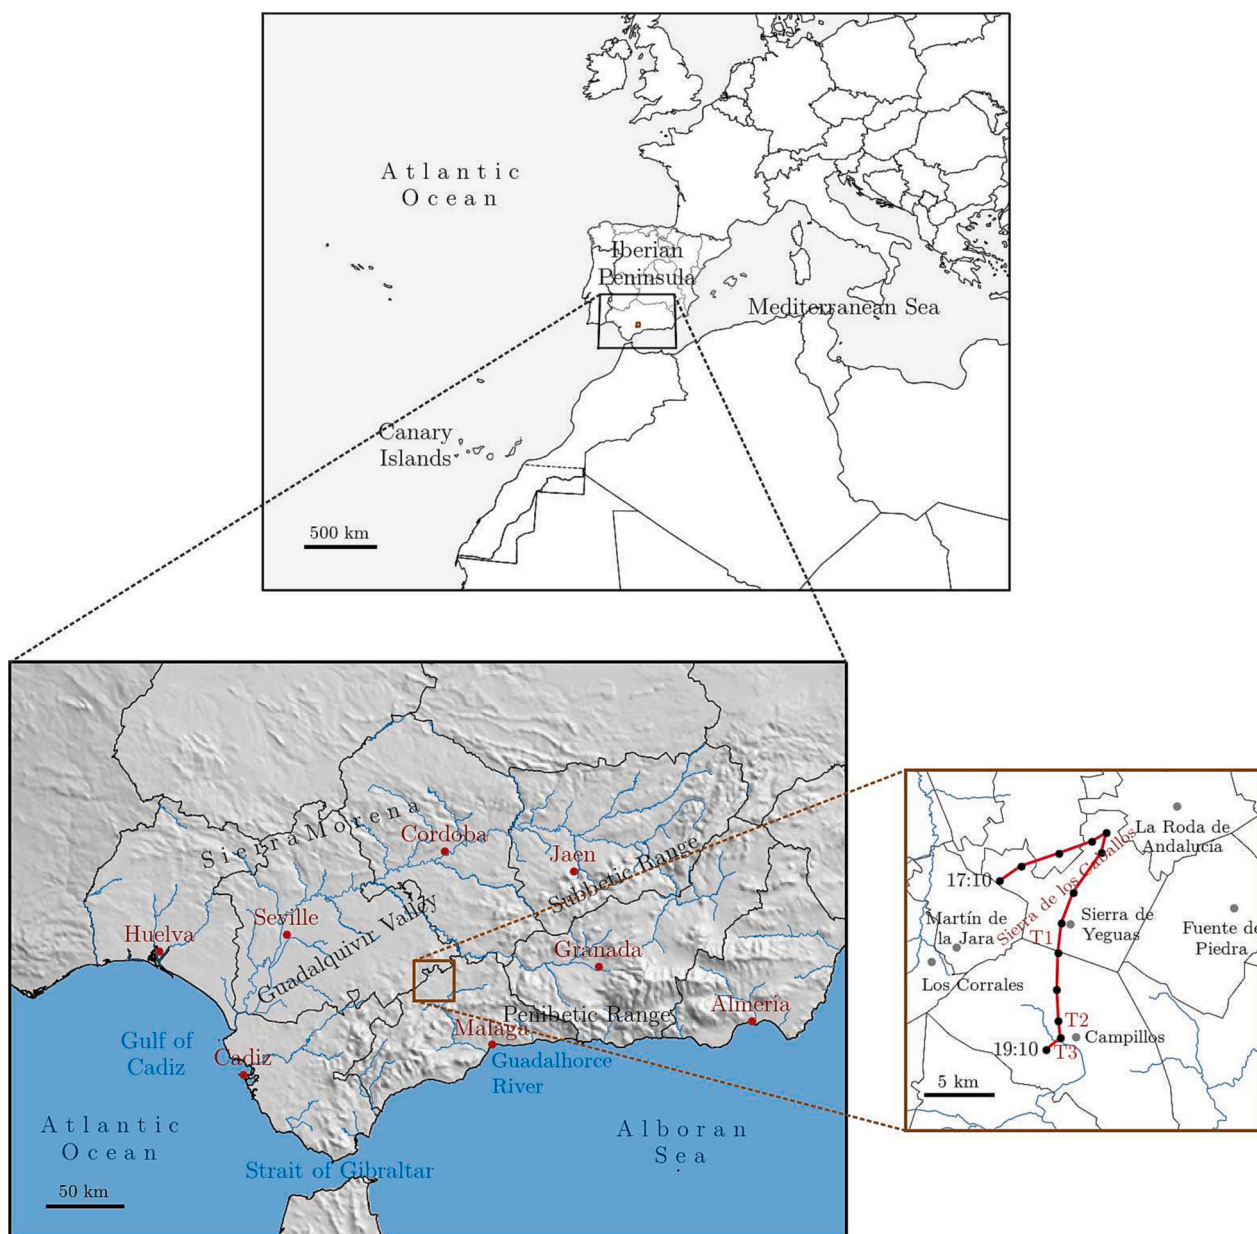 Atlantic
Ocean
Iberian
Peninsula
Mediterranean Sea
Canary
Islands
500 km
Sierra Morena
Cordoba
Jaen
Subbetic Range
Seville
Huelva
Guadalquivir Valley
Granada
Almeria
Penibetic Range
Malaga
Gulf of
Cadiz
Cadiz
Guadalhorce
River
Atlantic
Ocean
Alboran
Sea
Strait of Gibraltar
50 km
La Roda de
Andalucía
Sierra de los Caballos
17:10
Martín de
la Jara
Sierra de
Yeguas
T1
Fuente de
Piedra
Los Corrales
T2
Campillos
19:10
T3
5 km